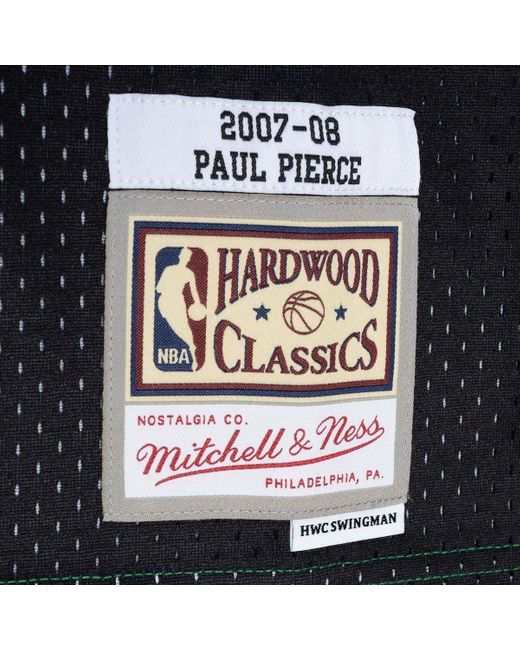 2007-08
PAUL PIERCE
HARDWOOD
NBA
CLASSICS
NOSTALGIA CO.
Mitchell & Ness
PHILADELPHIA, PA.
HWC SWINGMAN